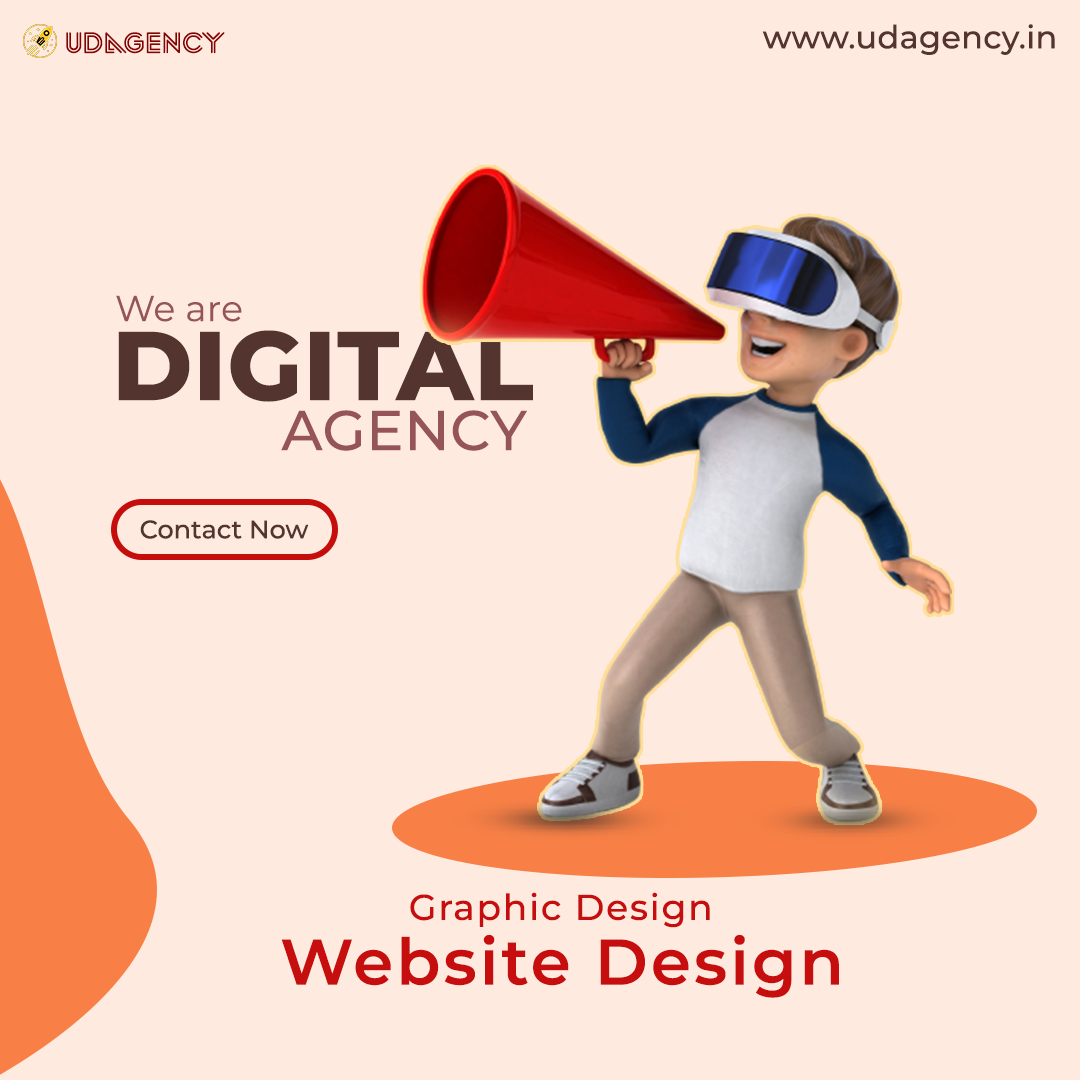 UDAGENCY
www.udagency.in
We are
DIGITAL
AGENCY
Contact Now
Graphic Design
Website Design